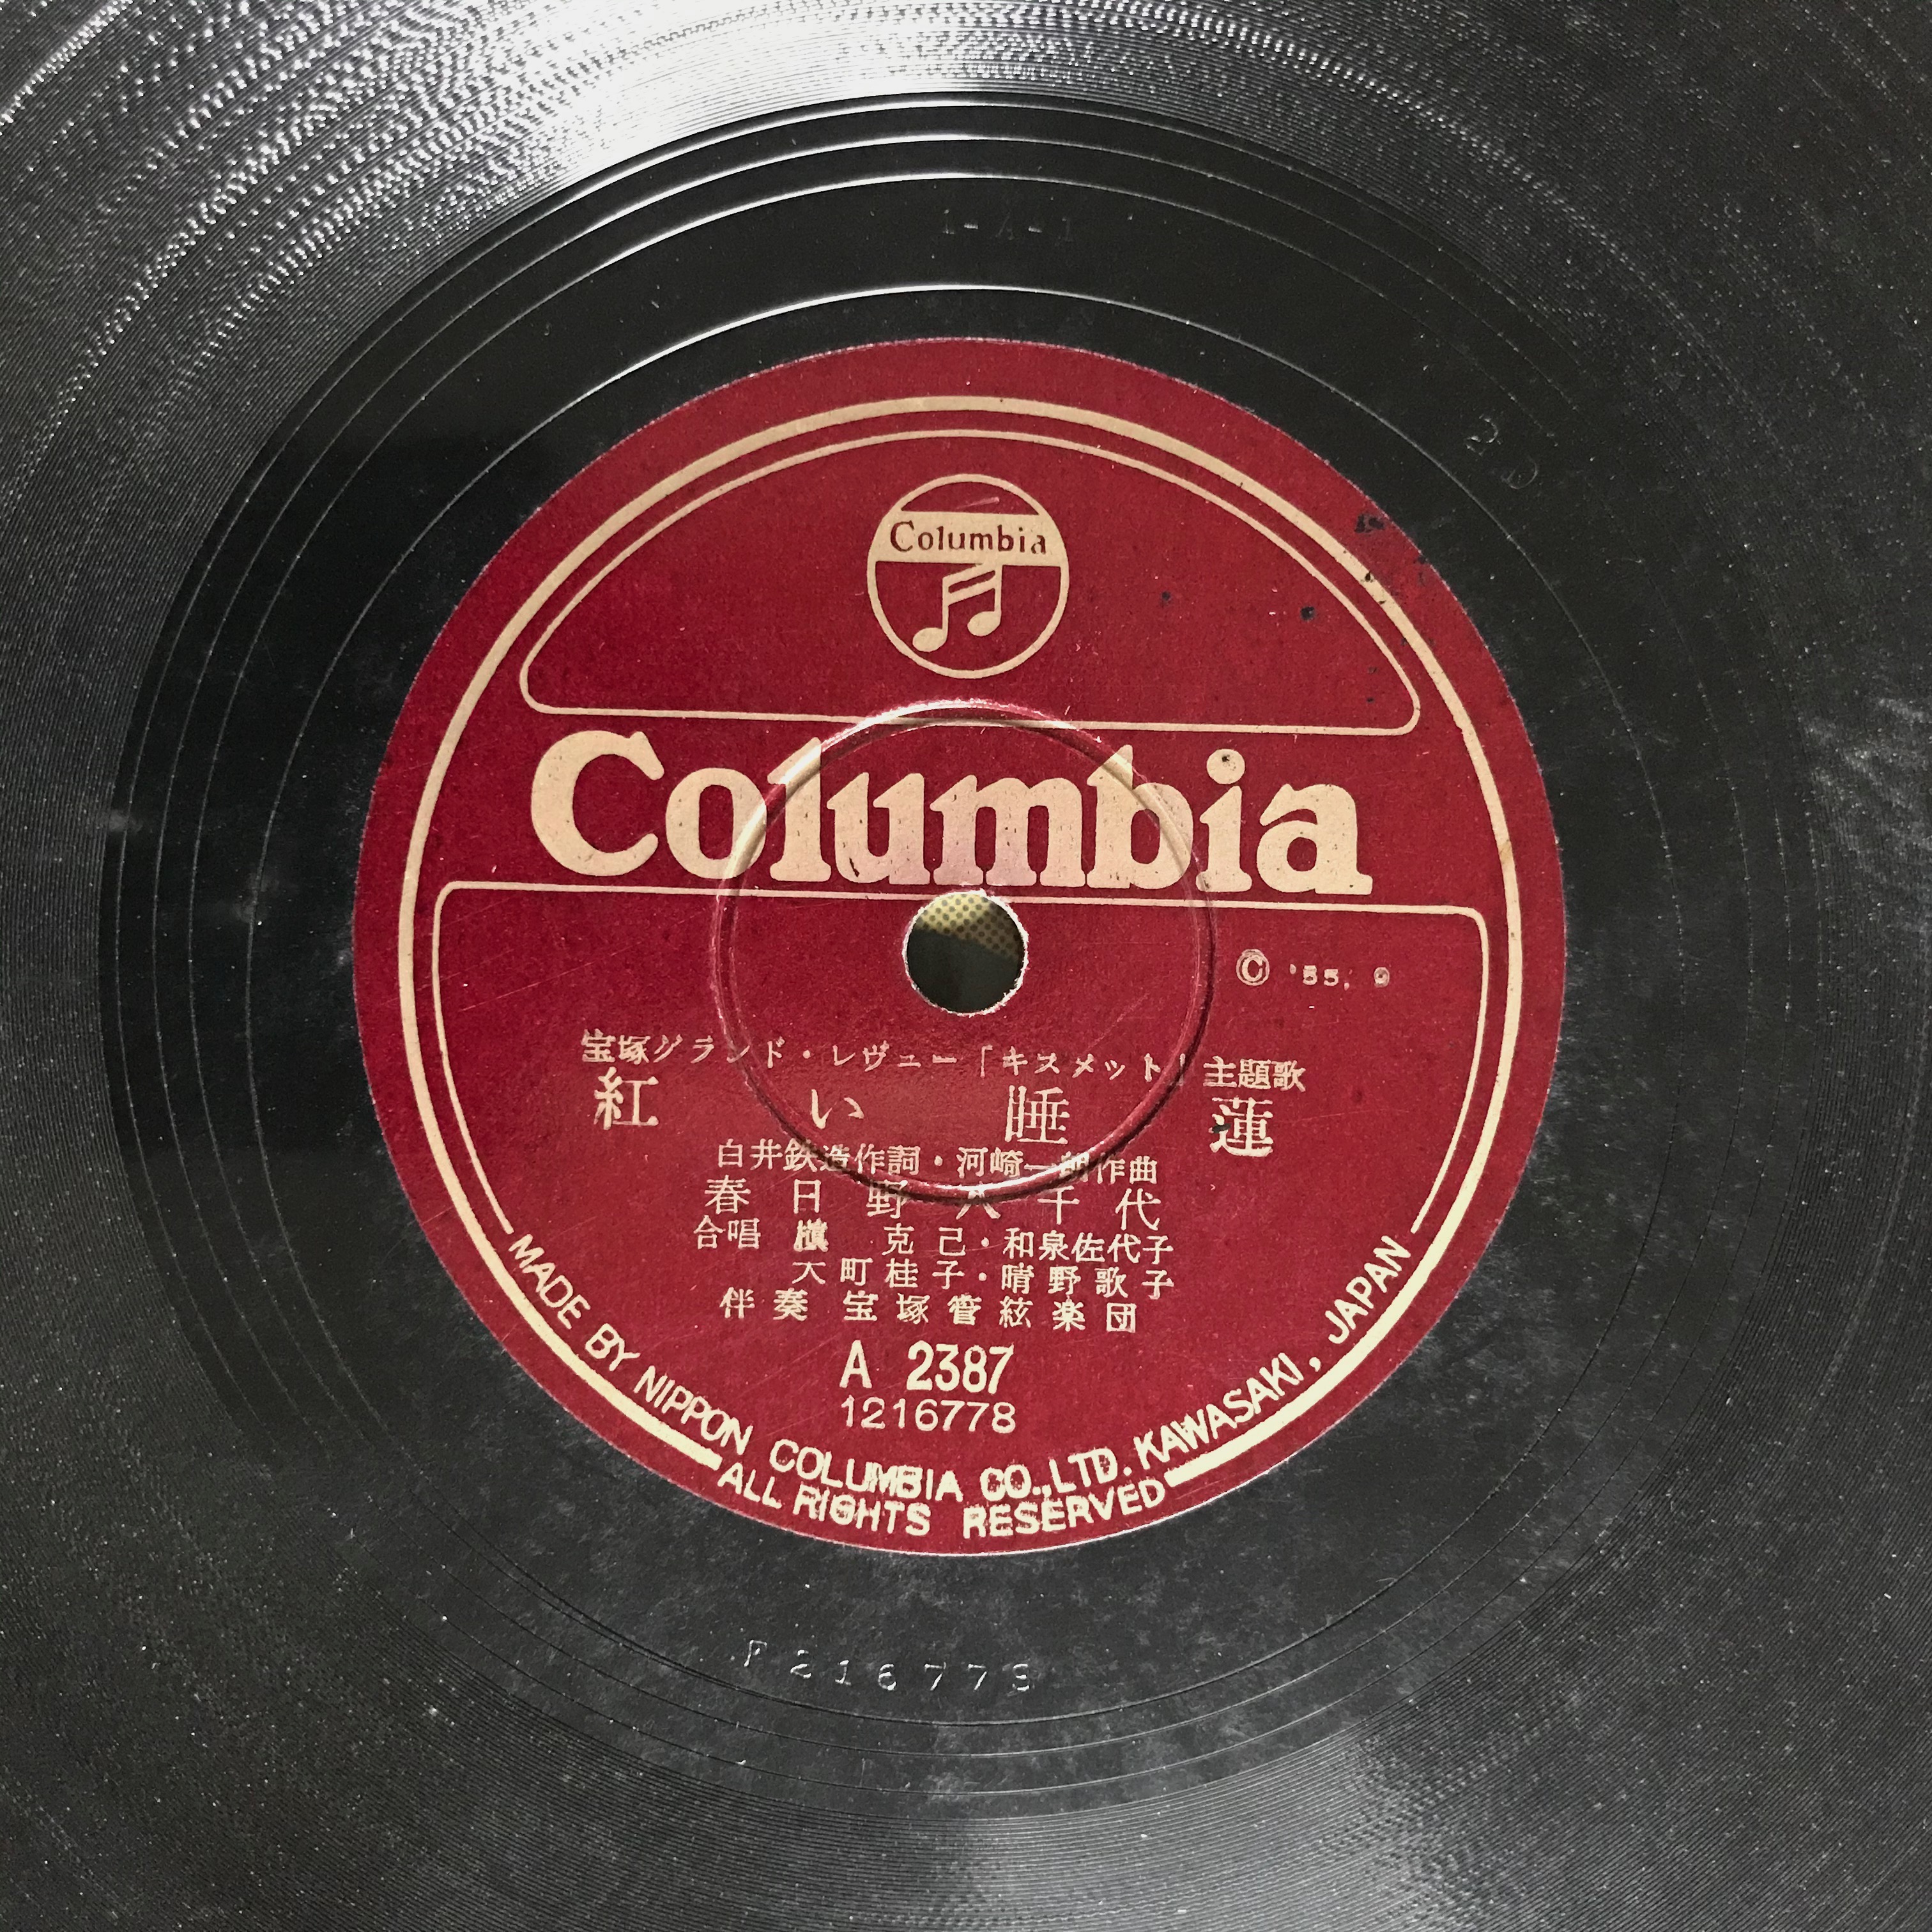 1-A-1
Columbia
Columbia
© '55. 9
宝塚グランド・レヴュー「キスメット」主題歌
紅い睡蓮
白井鉄造作詞・河崎一朗作曲
春日野八千代
合唱 槇 克己・和泉佐代子
大町桂子・晴野歌子
伴奏 宝塚管絃楽団
A 2387
1216778
MADE BY NIPPON COLUMBIA CO.,LTD. KAWASAKI, JAPAN
ALL RIGHTS RESERVED